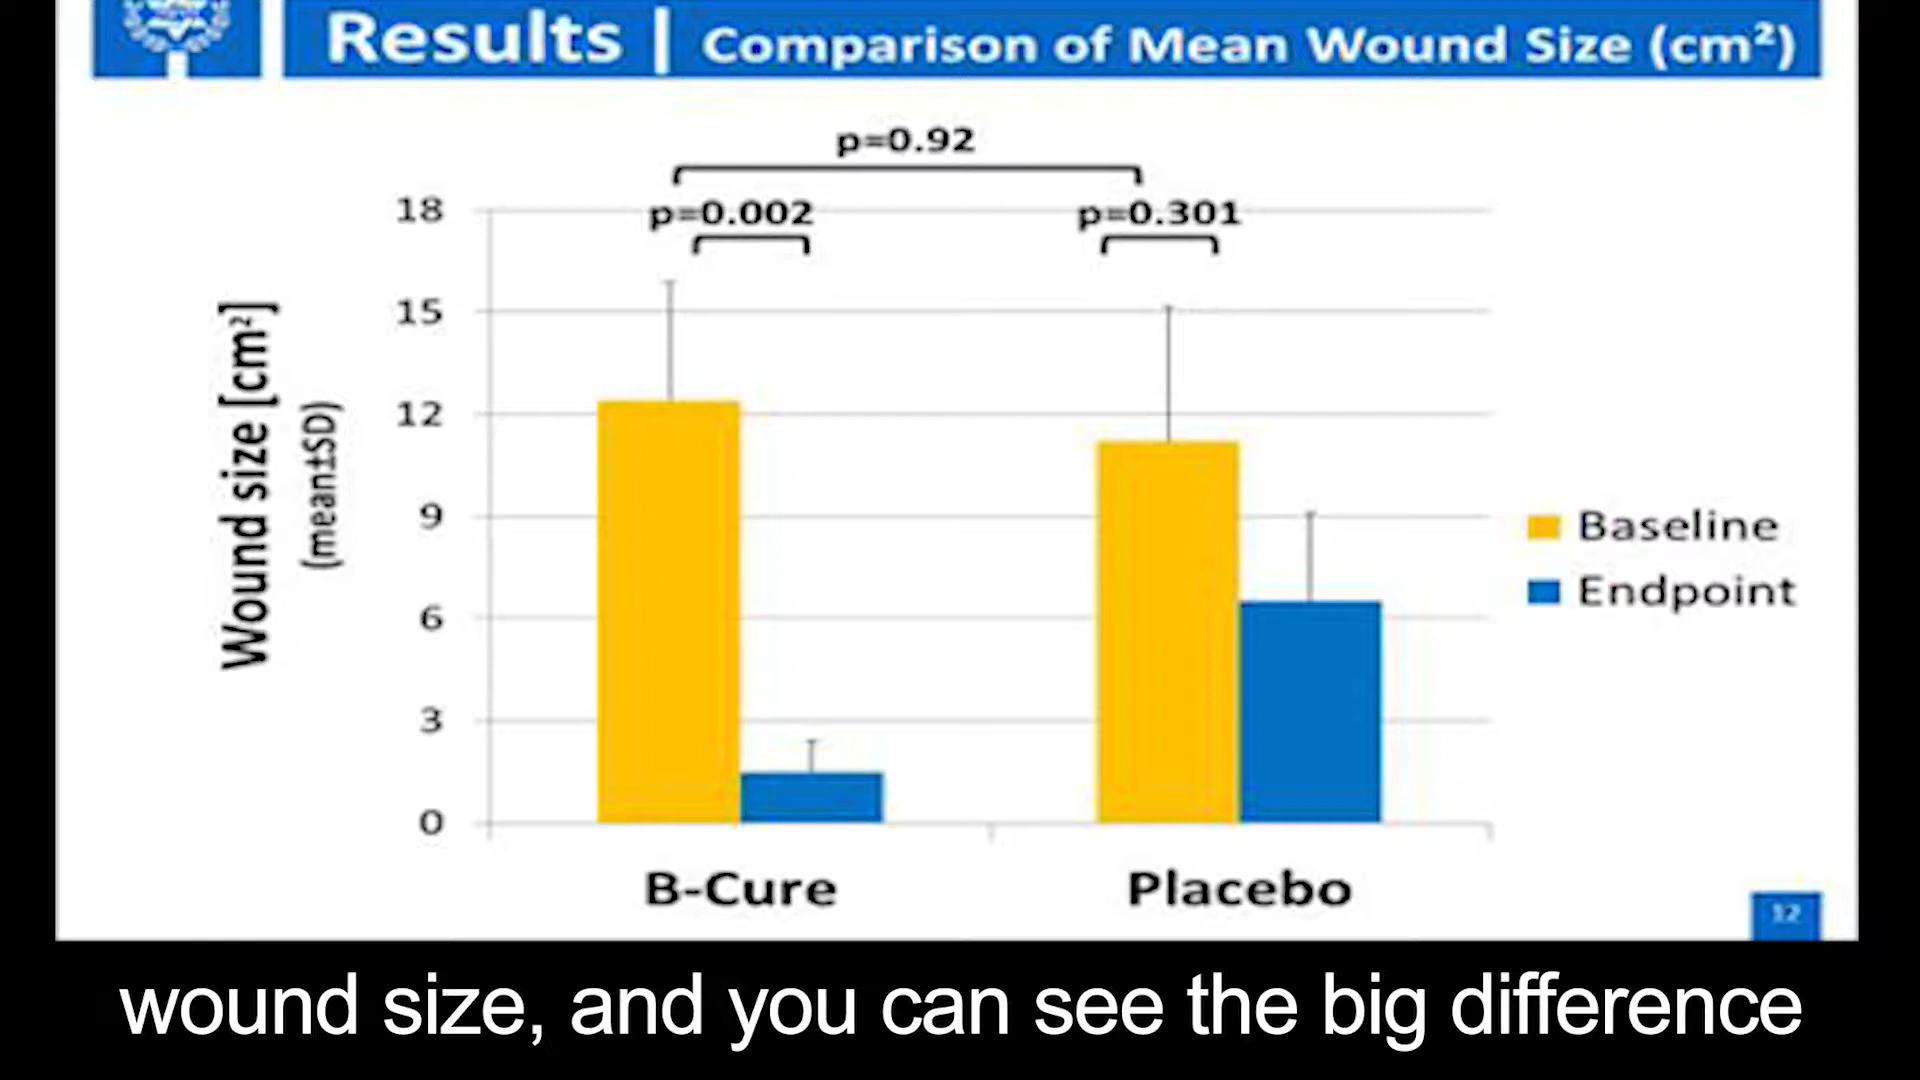 Results | Comparison of Mean Wound Size (cm²)
p=0.92
p=0.002
p=0.301
18
15
12
9
6
3
0
Wound size [cm²]
(mean±SD)
Baseline
Endpoint
B-Cure
Placebo
12
wound size, and you can see the big difference